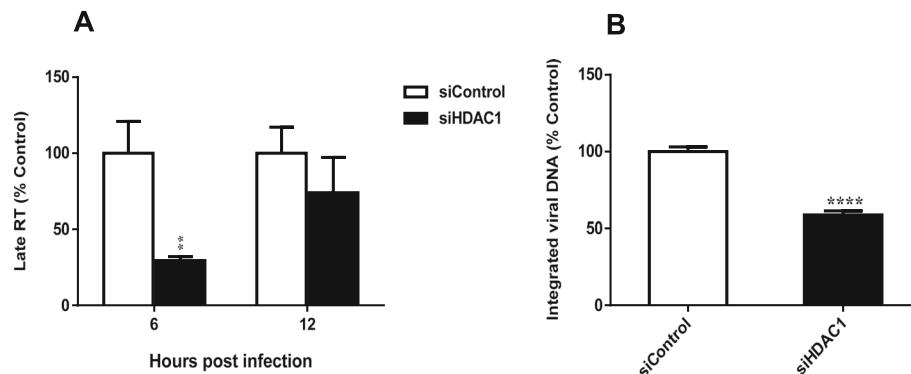 A
Late RT (% Control)
150
100
50
0
**
6
12
Hours post infection
siControl
siHDAC1
B
Integrated viral DNA (% Control)
150
100
50
0
****
siControl
siHDAC1